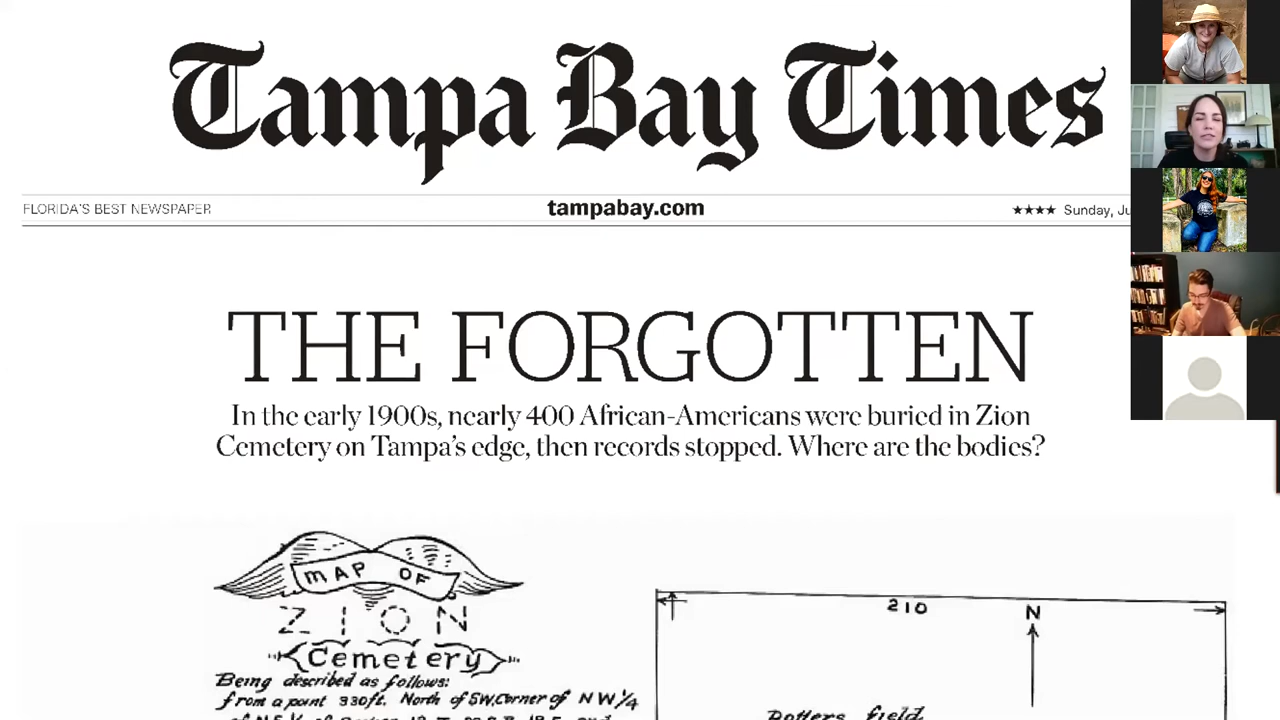 Tampa Bay Times
FLORIDA'S BEST NEWSPAPER
tampabay.com
★★★★ Sunday,
THE FORGOTTEN
In the early 1900s, nearly 400 African-Americans were buried in Zion
Cemetery on Tampa's edge, then records stopped. Where are the bodies?
MAP OF
ZION
Cemetery
Being described as follows:
from a point 330ft. North of SW. Corner of NW 1/4
210
N
Potters field